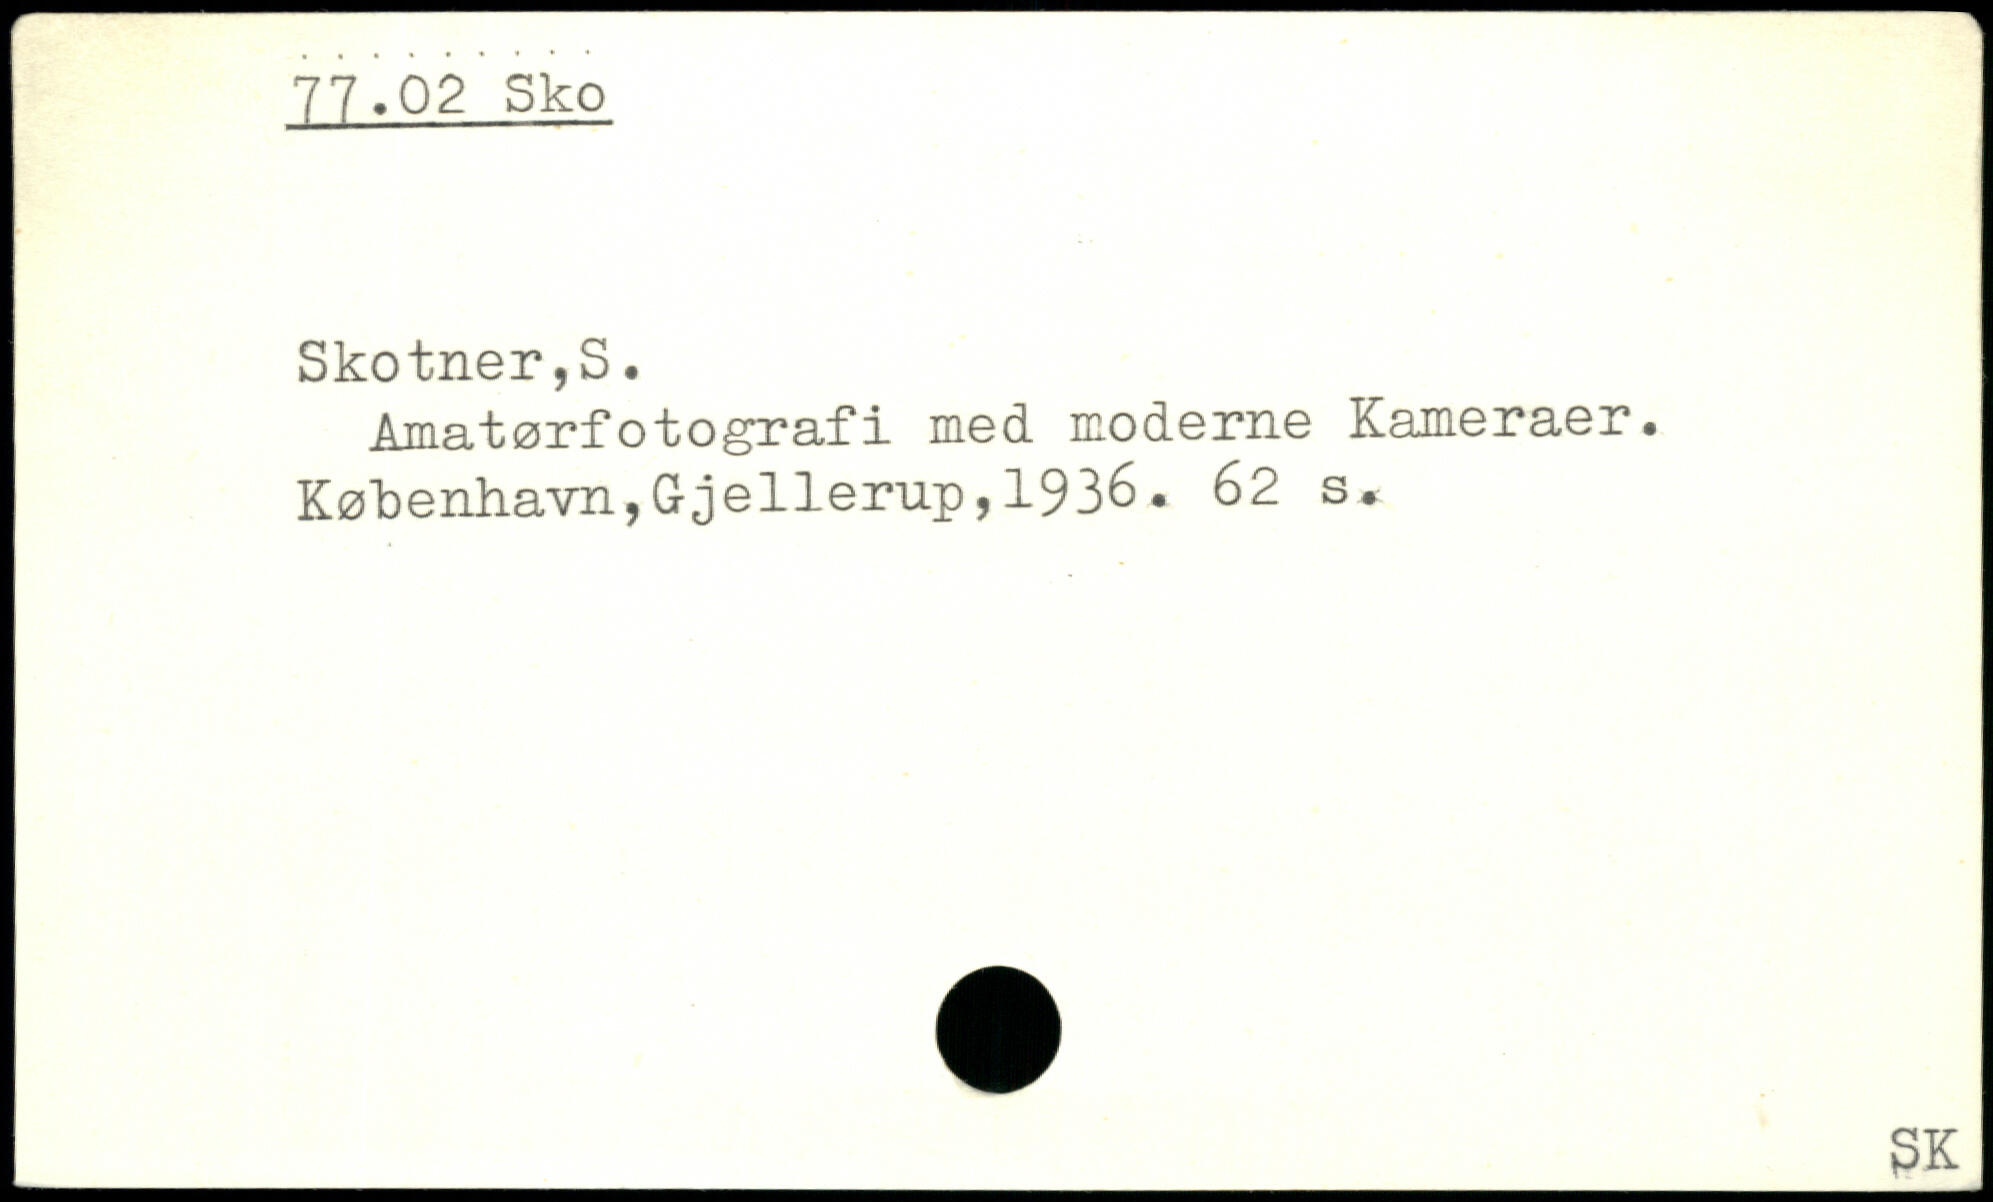 77.02 Sko
Skotner,S.
Amatørfotografi med moderne Kameraer.
København,Gjellerup,1936. 62 s.
SK